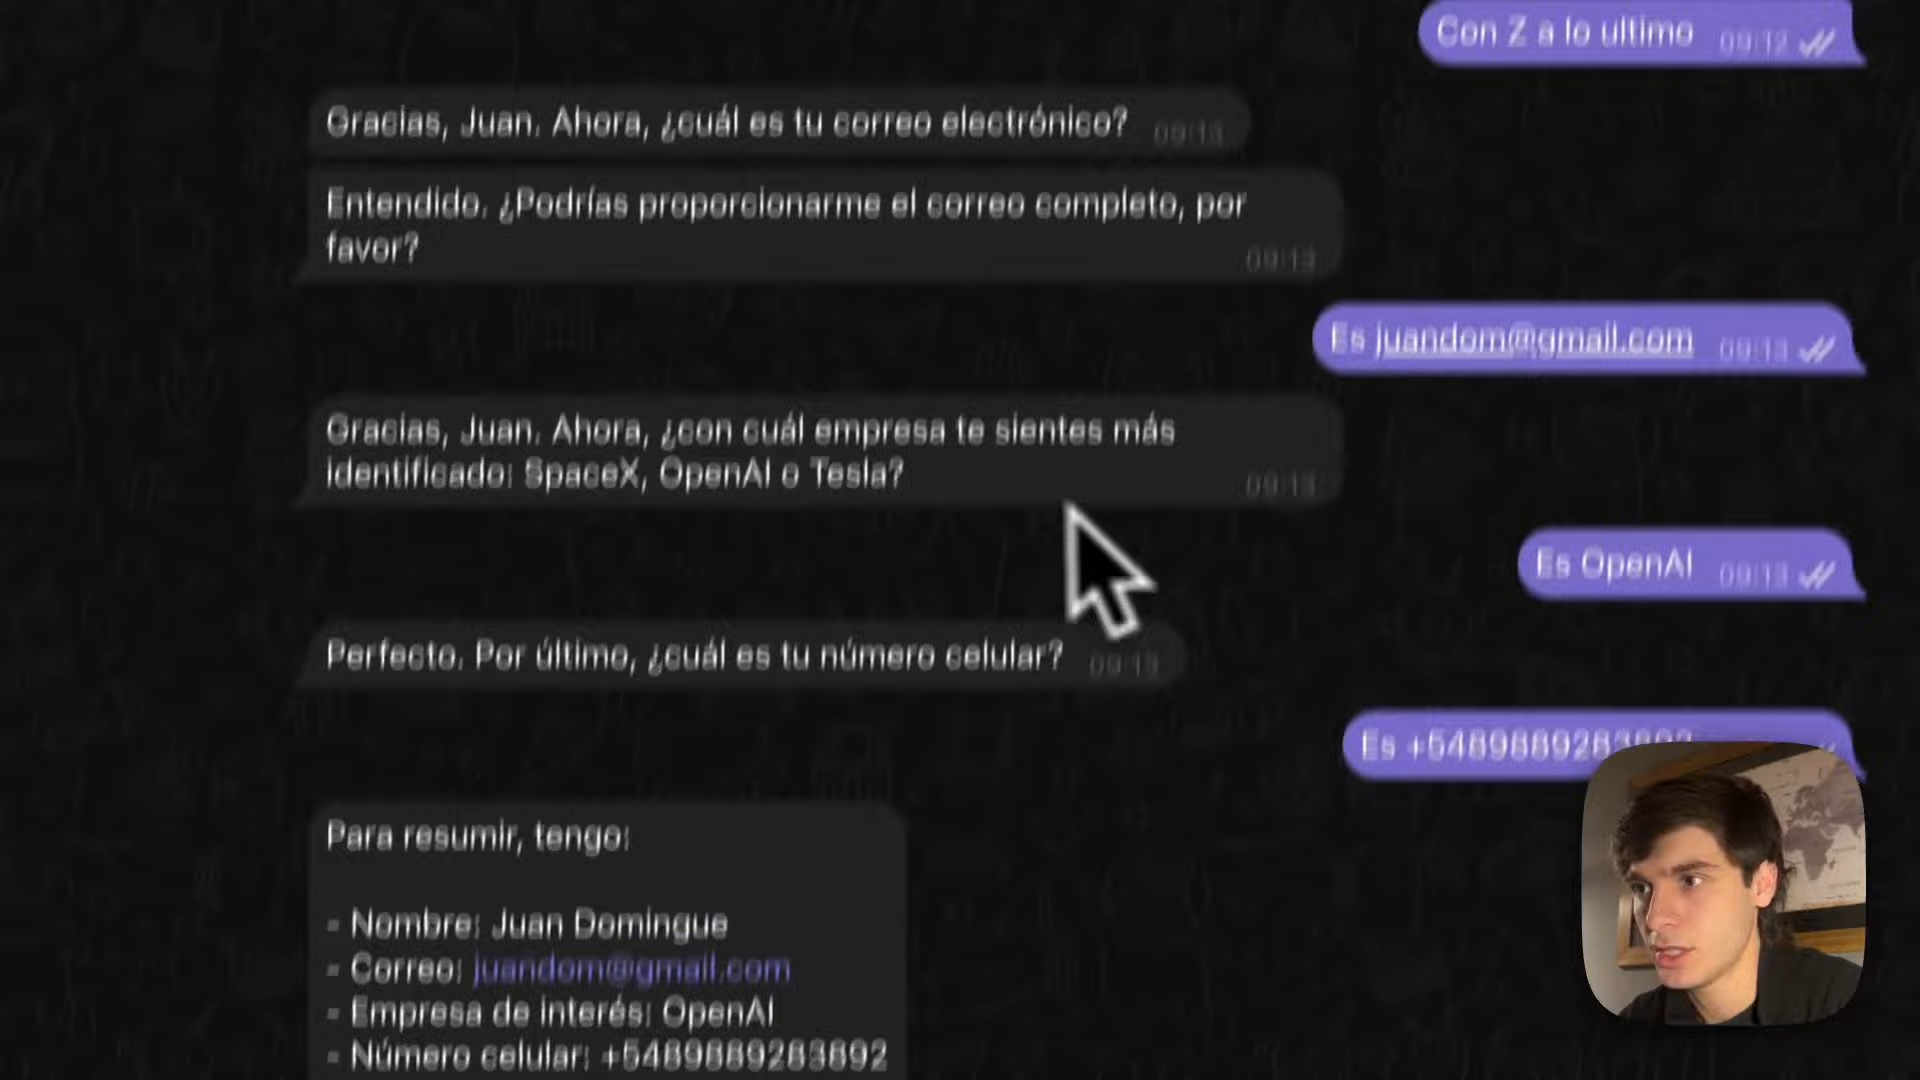 Con Z a lo ultimo 09:12
Gracias, Juan. Ahora, ¿cuál es tu correo electrónico? 09:13
Entendido. ¿Podrías proporcionarme el correo completo, por
favor? 09:13
Es juandom@gmail.com 09:13
Gracias, Juan. Ahora, ¿con cuál empresa te sientes más
identificado: SpaceX, OpenAI o Tesla? 09:13
Es OpenAI 09:13
Perfecto. Por último, ¿cuál es tu número celular? 09:13
Es +5489889283892
Para resumir, tengo:
- Nombre: Juan Domingue
- Correo: juandom@gmail.com
- Empresa de interés: OpenAI
- Número celular: +5489889283892